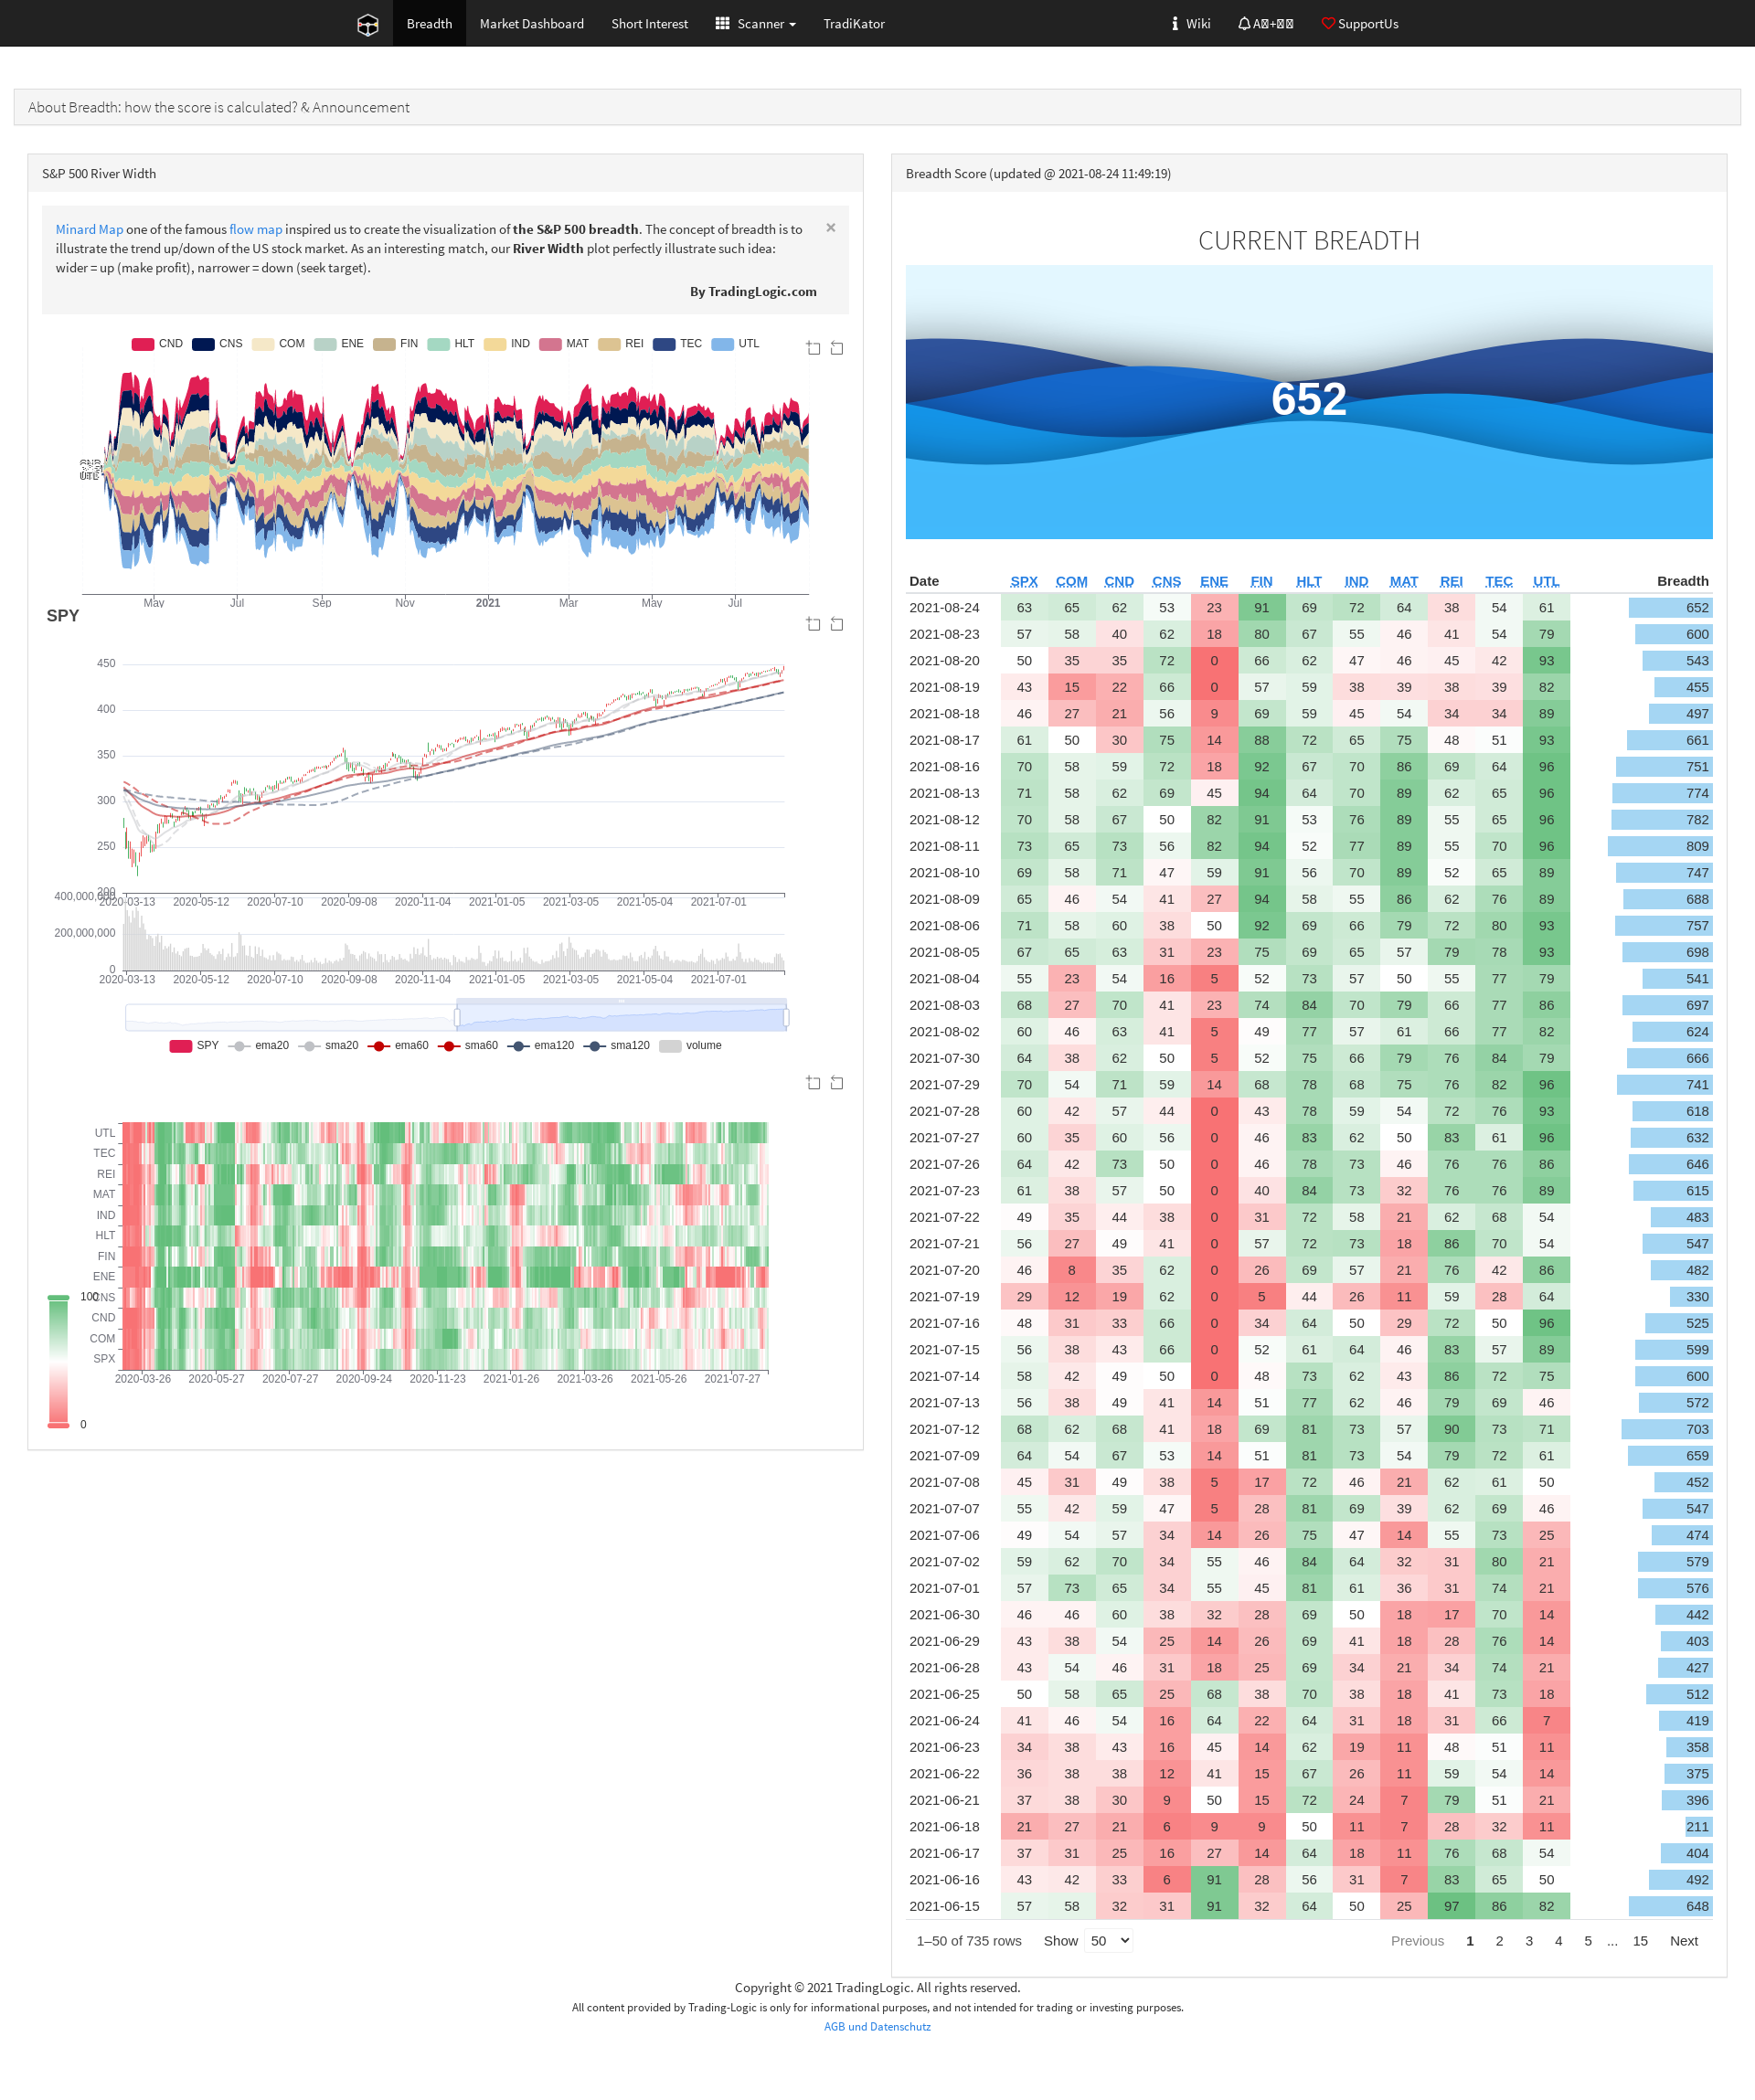 Breadth Market Dashboard Short Interest Scanner TradiKator Wiki SupportUs
About Breadth: how the score is calculated? & Announcement
S&P 500 River Width
Minard Map one of the famous flow map inspired us to create the visualization of the S&P 500 breadth. The concept of breadth is to
illustrate the trend up/down of the US stock market. As an interesting match, our River Width plot perfectly illustrate such idea:
wider = up (make profit), narrower = down (seek target).
By TradingLogic.com
×
CND CNS COM ENE FIN HLT IND MAT REI TEC UTL
UTL
May Jul Sep Nov 2021 Mar May Jul
SPY
450
400
350
300
250
200
2020-03-13 2020-05-12 2020-07-10 2020-09-08 2020-11-04 2021-01-05 2021-03-05 2021-05-04 2021-07-01
400,000,000
200,000,000
0
2020-03-13 2020-05-12 2020-07-10 2020-09-08 2020-11-04 2021-01-05 2021-03-05 2021-05-04 2021-07-01
SPY ema20 sma20 ema60 sma60 ema120 sma120 volume
UTL
TEC
REI
MAT
IND
HLT
FIN
ENE
CNS
CND
COM
SPX
2020-03-26 2020-05-27 2020-07-27 2020-09-24 2020-11-23 2021-01-26 2021-03-26 2021-05-26 2021-07-27
100
0
Breadth Score (updated @ 2021-08-24 11:49:19)
CURRENT BREADTH
652
Date SPX COM CND CNS ENE FIN HLT IND MAT REI TEC UTL Breadth
2021-08-24 63 65 62 53 23 91 69 72 64 38 54 61 652
2021-08-23 57 58 40 62 18 80 67 55 46 41 54 79 600
2021-08-20 50 35 35 72 0 66 62 47 46 45 42 93 543
2021-08-19 43 15 22 66 0 57 59 38 39 38 39 82 455
2021-08-18 46 27 21 56 9 69 59 45 54 34 34 89 497
2021-08-17 61 50 30 75 14 88 72 65 75 48 51 93 661
2021-08-16 70 58 59 72 18 92 67 70 86 69 64 96 751
2021-08-13 71 58 62 69 45 94 64 70 89 62 65 96 774
2021-08-12 70 58 67 50 82 91 53 76 89 55 65 96 782
2021-08-11 73 65 73 56 82 94 52 77 89 55 70 96 809
2021-08-10 69 58 71 47 59 91 56 70 89 52 65 89 747
2021-08-09 65 46 54 41 27 94 58 55 86 62 76 89 688
2021-08-06 71 58 60 38 50 92 69 66 79 72 80 93 757
2021-08-05 67 65 63 31 23 75 69 65 57 79 78 93 698
2021-08-04 55 23 54 16 5 52 73 57 50 55 77 79 541
2021-08-03 68 27 70 41 23 74 84 70 79 66 77 86 697
2021-08-02 60 46 63 41 5 49 77 57 61 66 77 82 624
2021-07-30 64 38 62 50 5 52 75 66 79 76 84 79 666
2021-07-29 70 54 71 59 14 68 78 68 75 76 82 96 741
2021-07-28 60 42 57 44 0 43 78 59 54 72 76 93 618
2021-07-27 60 35 60 56 0 46 83 62 50 83 61 96 632
2021-07-26 64 42 73 50 0 46 78 73 46 76 76 86 646
2021-07-23 61 38 57 50 0 40 84 73 32 76 76 89 615
2021-07-22 49 35 44 38 0 31 72 58 21 62 68 54 483
2021-07-21 56 27 49 41 0 57 72 73 18 86 70 54 547
2021-07-20 46 8 35 62 0 26 69 57 21 76 42 86 482
2021-07-19 29 12 19 62 0 5 44 26 11 59 28 64 330
2021-07-16 48 31 33 66 0 34 64 50 29 72 50 96 525
2021-07-15 56 38 43 66 0 52 61 64 46 83 57 89 599
2021-07-14 58 42 49 50 0 48 73 62 43 86 72 75 600
2021-07-13 56 38 49 41 14 51 77 62 46 79 69 46 572
2021-07-12 68 62 68 41 18 69 81 73 57 90 73 71 703
2021-07-09 64 54 67 53 14 51 81 73 54 79 72 61 659
2021-07-08 45 31 49 38 5 17 72 46 21 62 61 50 452
2021-07-07 55 42 59 47 5 28 81 69 39 62 69 46 547
2021-07-06 49 54 57 34 14 26 75 47 14 55 73 25 474
2021-07-02 59 62 70 34 55 46 84 64 32 31 80 21 579
2021-07-01 57 73 65 34 55 45 81 61 36 31 74 21 576
2021-06-30 46 46 60 38 32 28 69 50 18 17 70 14 442
2021-06-29 43 38 54 25 14 26 69 41 18 28 76 14 403
2021-06-28 43 54 46 31 18 25 69 34 21 34 74 21 427
2021-06-25 50 58 65 25 68 38 70 38 18 41 73 18 512
2021-06-24 41 46 54 16 64 22 64 31 18 31 66 7 419
2021-06-23 34 38 43 16 45 14 62 19 11 48 51 11 358
2021-06-22 36 38 38 12 41 15 67 26 11 59 54 14 375
2021-06-21 37 38 30 9 50 15 72 24 7 79 51 21 396
2021-06-18 21 27 21 6 9 9 50 11 7 28 32 11 211
2021-06-17 37 31 25 16 27 14 64 18 11 76 68 54 404
2021-06-16 43 42 33 6 91 28 56 31 7 83 65 50 492
2021-06-15 57 58 32 31 91 32 64 50 25 97 86 82 648
1–50 of 735 rows Show 50 Previous 1 2 3 4 5 ... 15 Next
Copyright © 2021 TradingLogic. All rights reserved.
All content provided by Trading-Logic is only for informational purposes, and not intended for trading or investing purposes.
AGB und Datenschutz